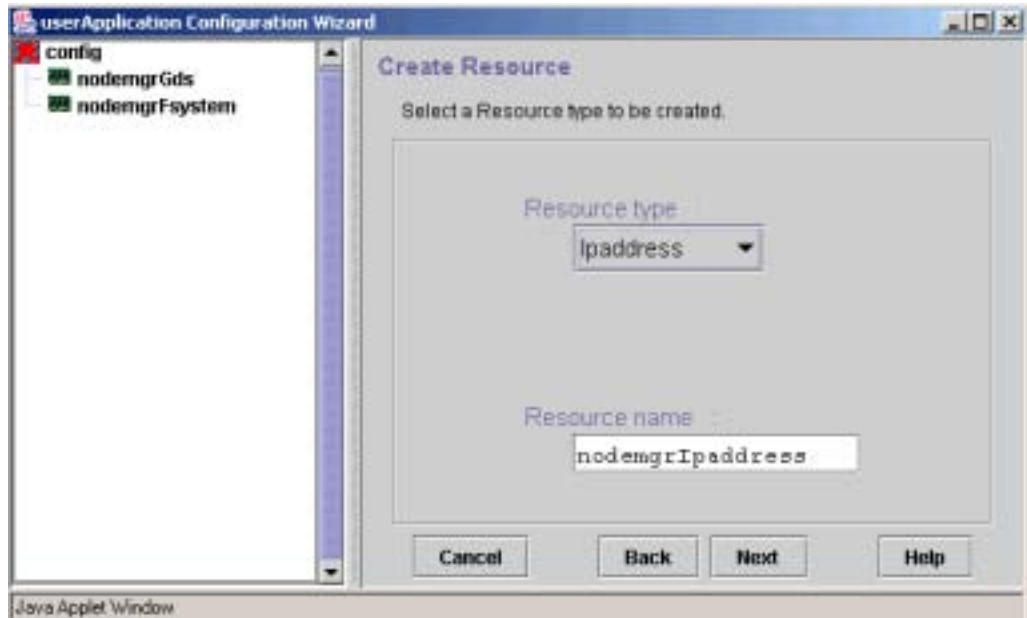 userApplication Configuration Wizard
config
nodemgrGds
nodemgrFsystem
Create Resource
Select a Resource type to be created.
Resource type
Ipaddress
Resource name :
nodemgrIpaddress
Cancel
Back
Next
Help
Java Applet Window